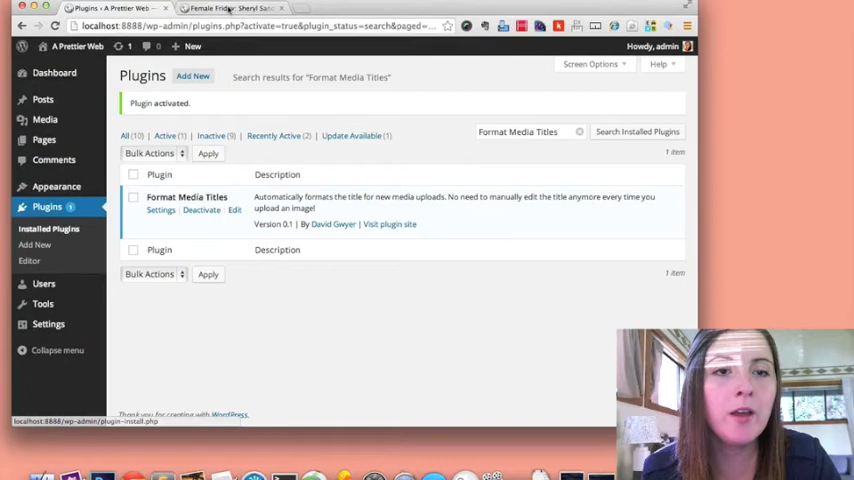 Plugins ‹ A Prettier Web —
Female Friday: Sheryl Sand
localhost:8888/wp-admin/plugins.php?activate=true&plugin_status=search&paged=...
A Prettier Web
1
0
+ New
Howdy, admin
Dashboard
Posts
Media
Pages
Comments
Appearance
Plugins 1
Installed Plugins
Add New
Editor
Users
Tools
Settings
Collapse menu
Screen Options
Help
Plugins
Add New
Search results for "Format Media Titles"
Plugin activated.
All (10) | Active (1) | Inactive (9) | Recently Active (2) | Update Available (1)
Format Media Titles
Search Installed Plugins
Bulk Actions
Apply
1 item
Plugin
Description
Format Media Titles
Settings | Deactivate | Edit
Automatically formats the title for new media uploads. No need to manually edit the title anymore every time you
upload an image!
Version 0.1 | By David Gwyer | Visit plugin site
Plugin
Description
Bulk Actions
Apply
1 item
Thank you for creating with WordPress.
localhost:8888/wp-admin/plugin-install.php